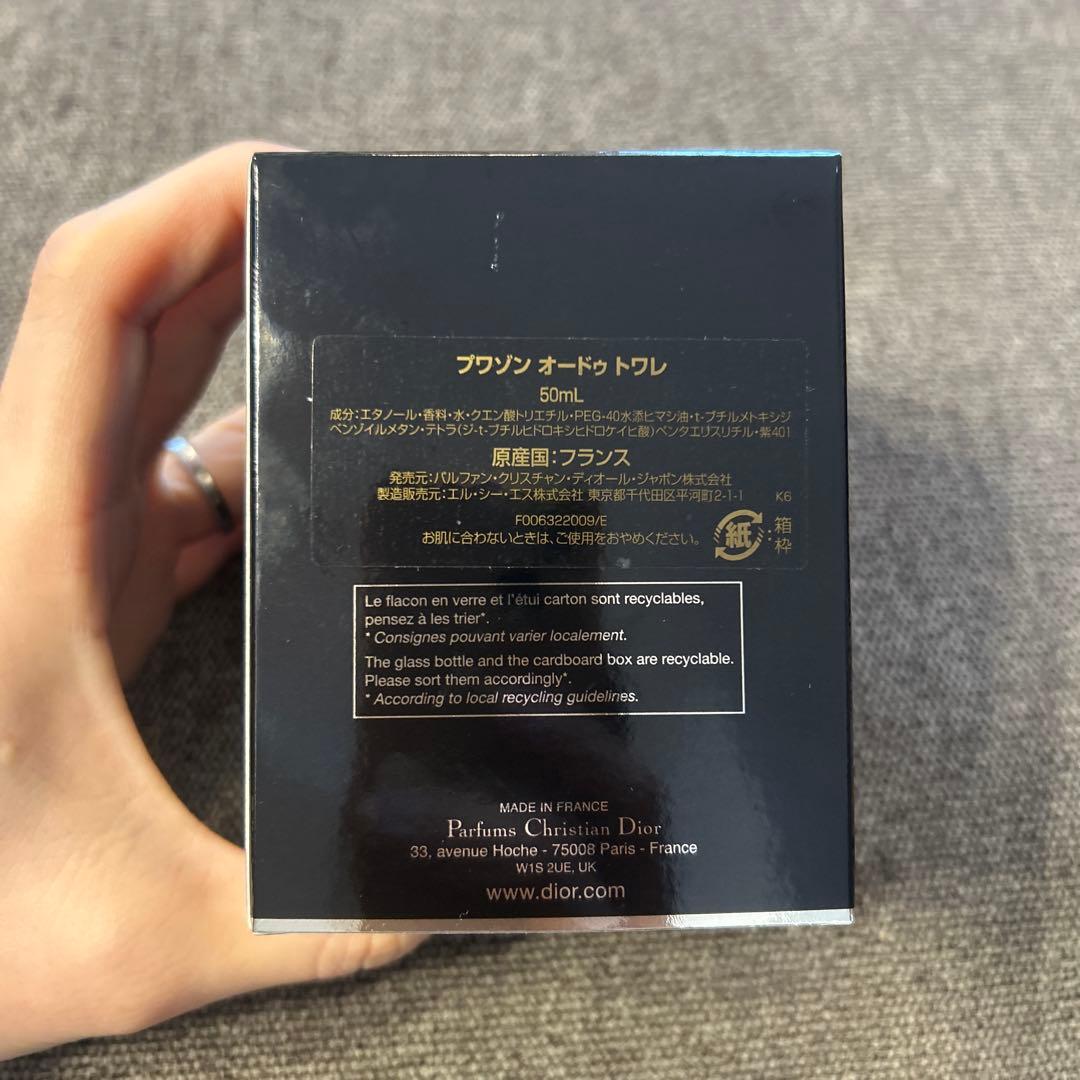 プワゾン オードゥ トワレ
50mL
成分：エタノール・香料・水・クエン酸トリエチル・PEG-40水添ヒマシ油・t-ブチルメトキシジ
ベンゾイルメタン・テトラ(ジ-t-ブチルヒドロキシヒドロケイヒ酸)ペンタエリスリチル・紫401
原産国：フランス
発売元：パルファン・クリスチャン・ディオール・ジャポン株式会社
製造販売元：エル・シー・エス株式会社 東京都千代田区平河町2-1-1 K6
F006322009/E
お肌に合わないときは、ご使用をおやめください。
紙：箱
枠
Le flacon en verre et l'étui carton sont recyclables,
pensez à les trier*.
* Consignes pouvant varier localement.
The glass bottle and the cardboard box are recyclable.
Please sort them accordingly*.
* According to local recycling guidelines.
MADE IN FRANCE
Parfums Christian Dior
33, avenue Hoche - 75008 Paris - France
W1S 2UE, UK
www.dior.com